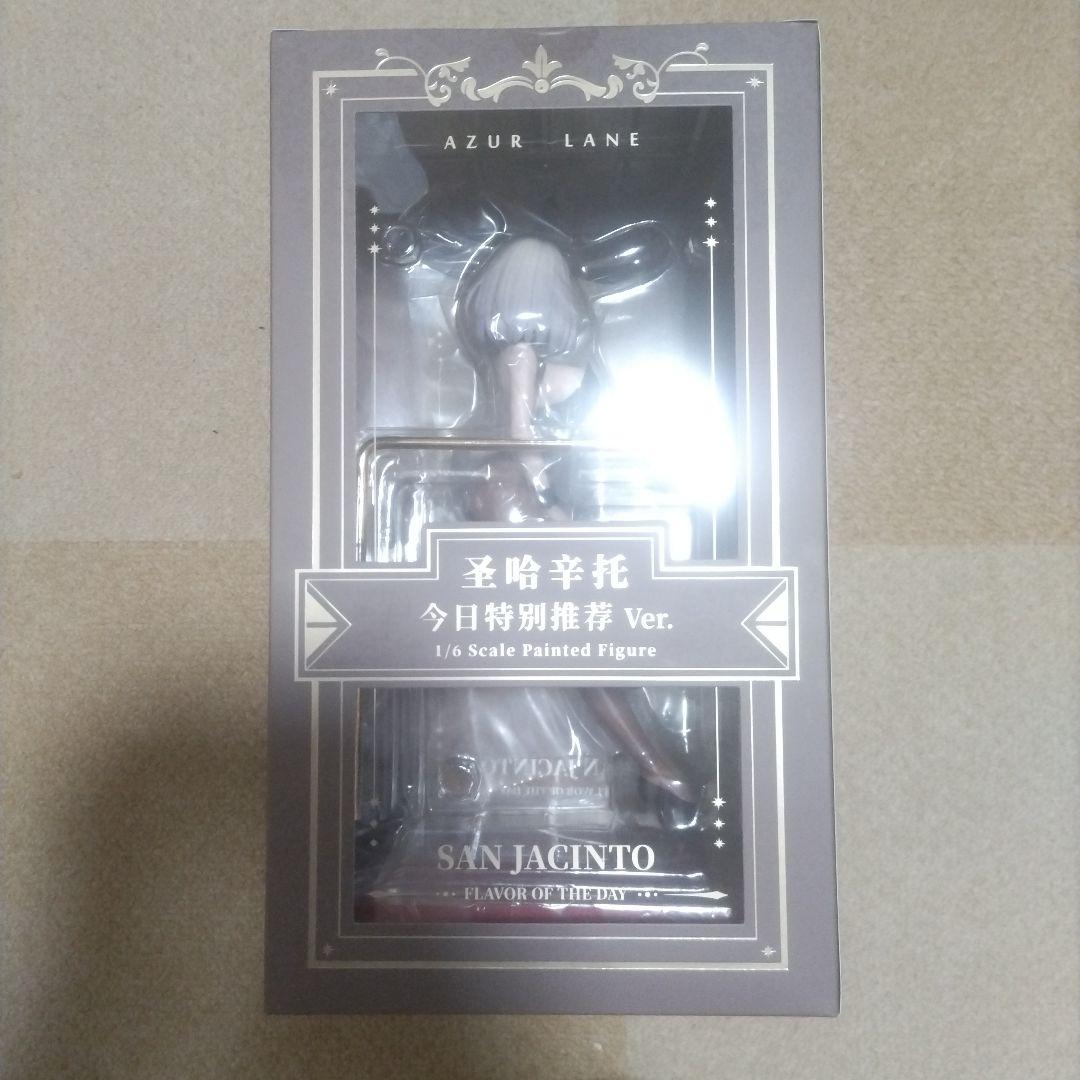 AZUR LANE
圣哈辛托
今日特别推荐 Ver.
1/6 Scale Painted Figure
SAN JACINTO
FLAVOR OF THE DAY